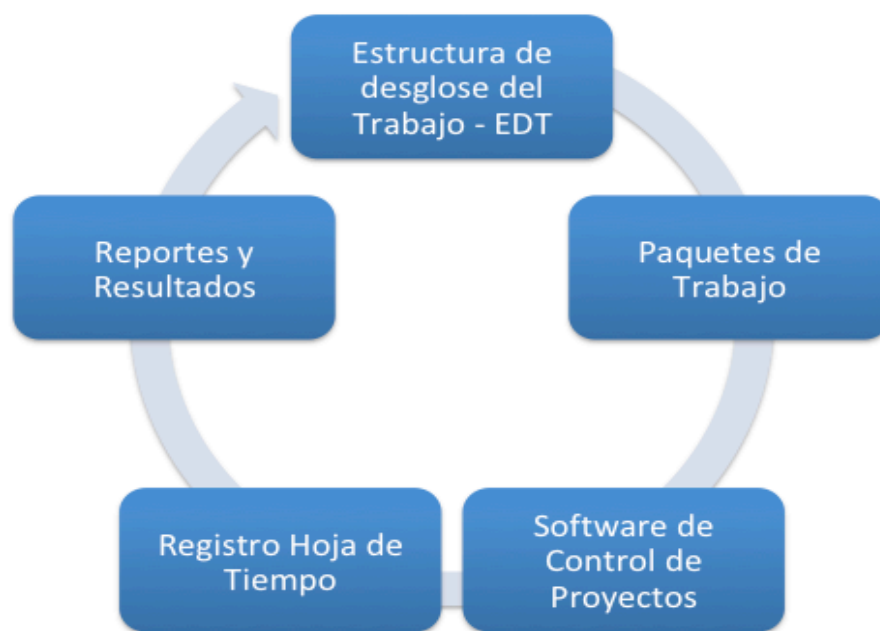 Estructura de
desglose del
Trabajo - EDT
Paquetes de
Trabajo
Software de
Control de
Proyectos
Registro Hoja de
Tiempo
Reportes y
Resultados